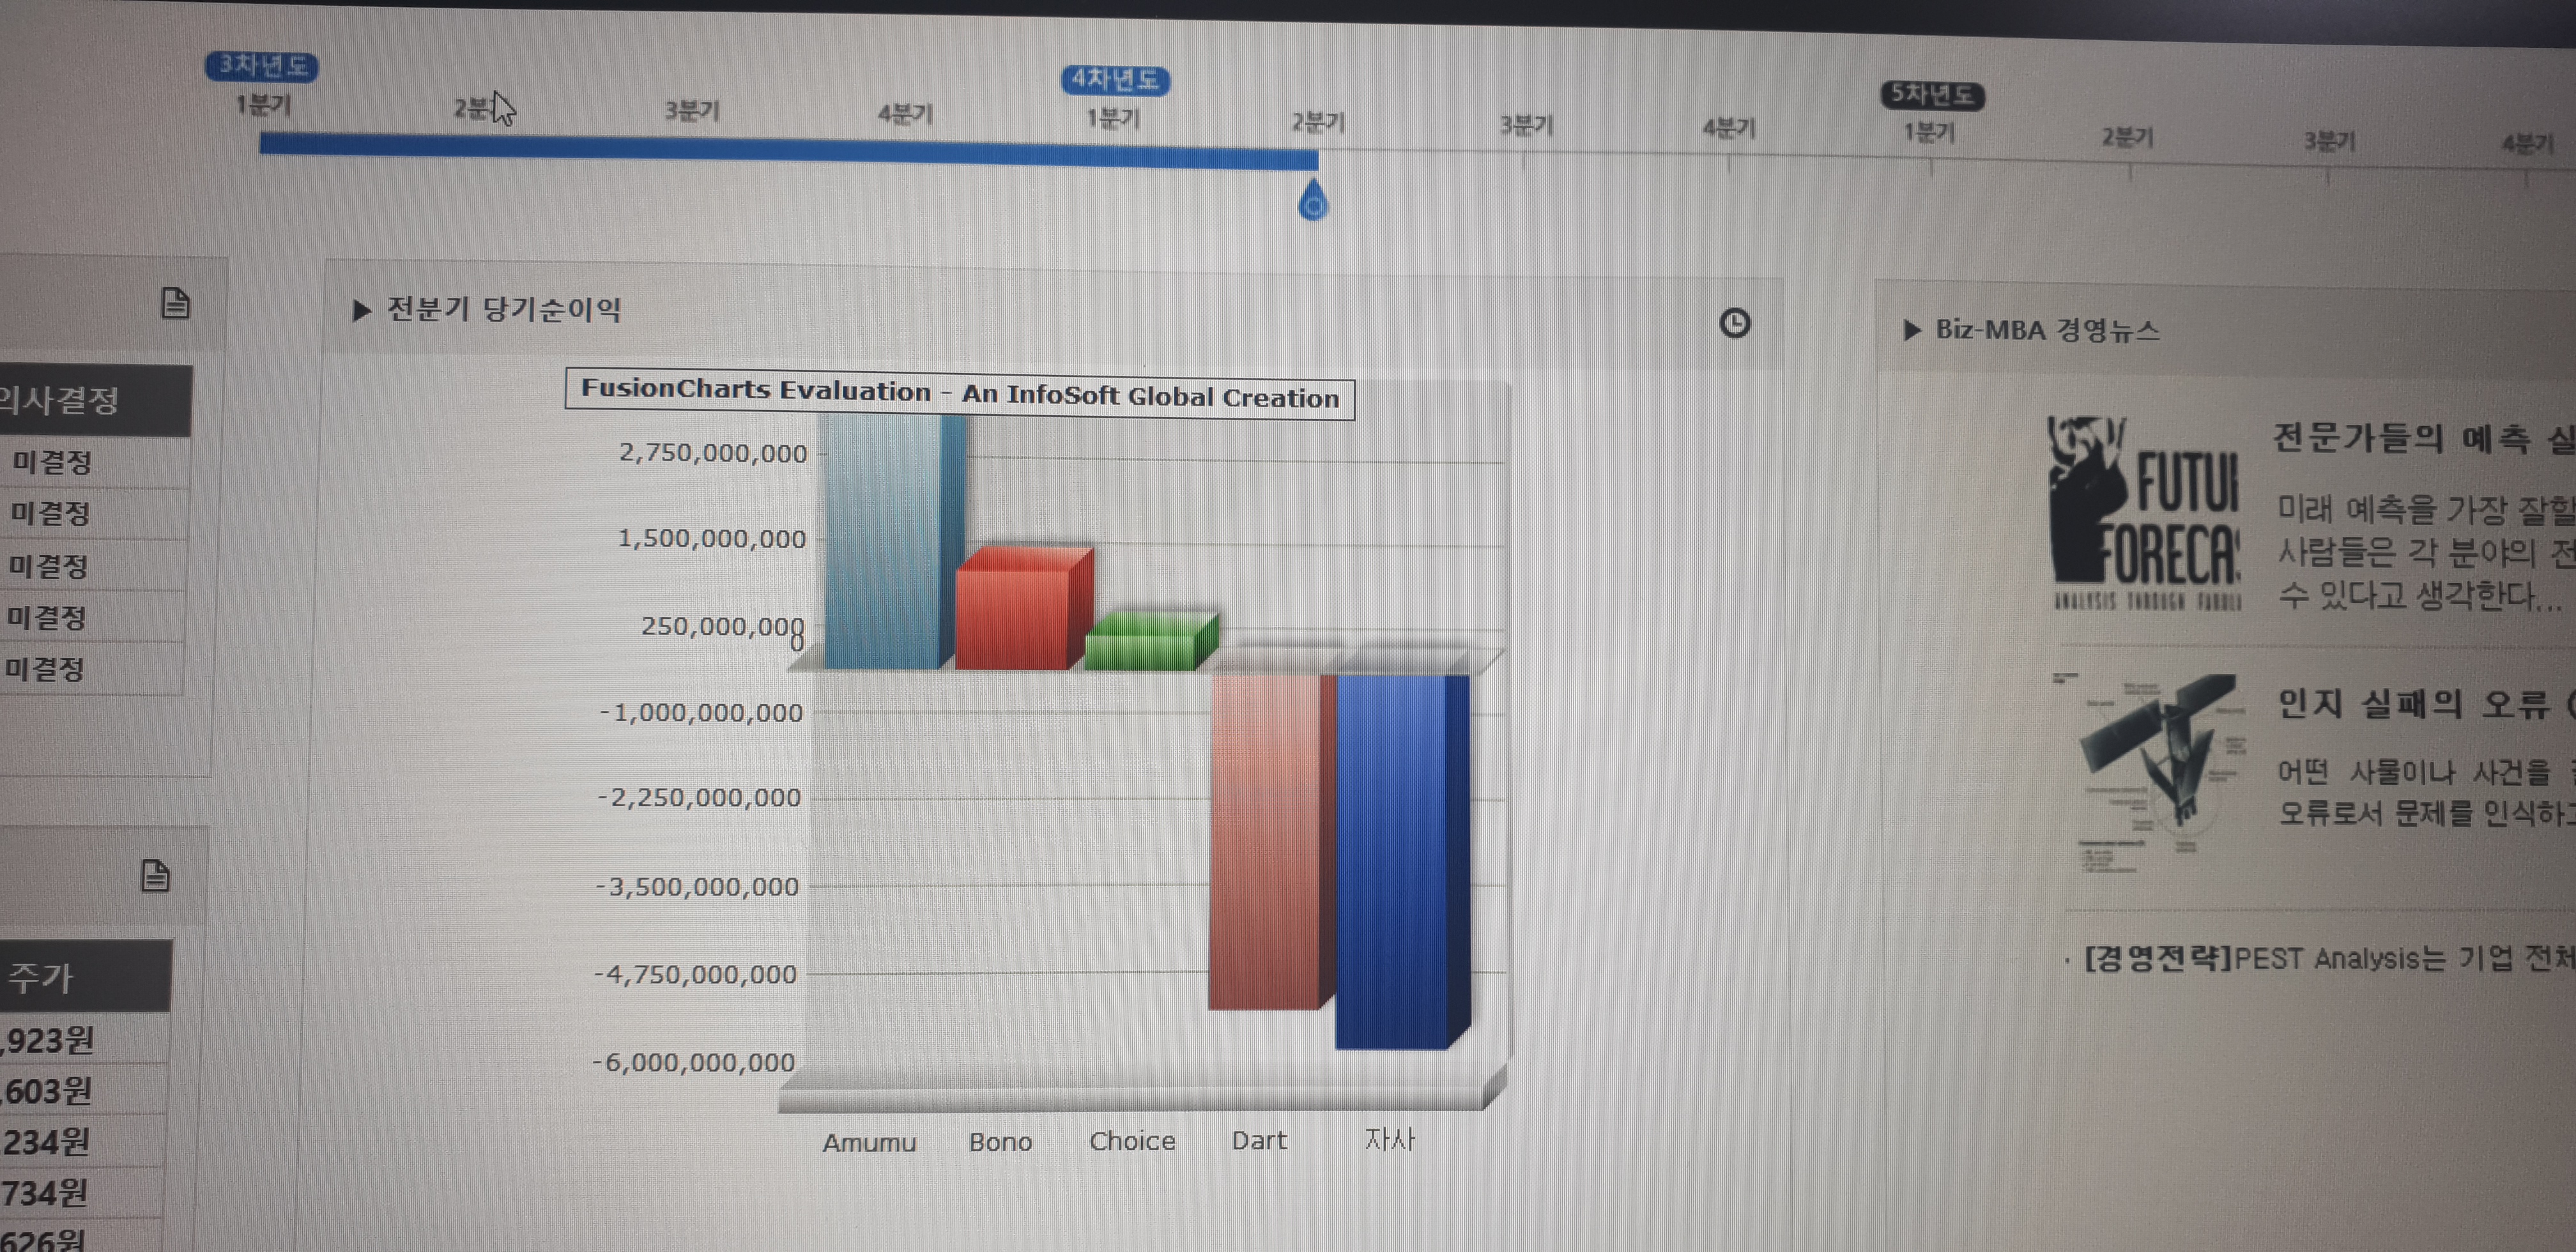 3차년도 4차년도 5차년도
1분기 3분기 4분기 1분기 2분기 3분기 4분기 1분기 2분기 3분기 4분기
의사결정
미결정
미결정
미결정
미결정
미결정
주가
,923원
,603원
234원
734원
626원
▶ 전분기 당기순이익
FusionCharts Evaluation - An InfoSoft Global Creation
2,750,000,000
1,500,000,000
250,000,000
0
-1,000,000,000
-2,250,000,000
-3,500,000,000
-4,750,000,000
-6,000,000,000
Amumu Bono Choice Dart 자사
▶ Biz-MBA 경영뉴스
전문가들의 예측 실
미래 예측을 가장 잘할
사람들은 각 분야의 전
수 있다고 생각한다...
ANALYSIS THROUGH
인지 실패의 오류
어떤 사물이나 사건을
오류로서 문제를 인식하고
· [경영전략]PEST Analysis는 기업 전체